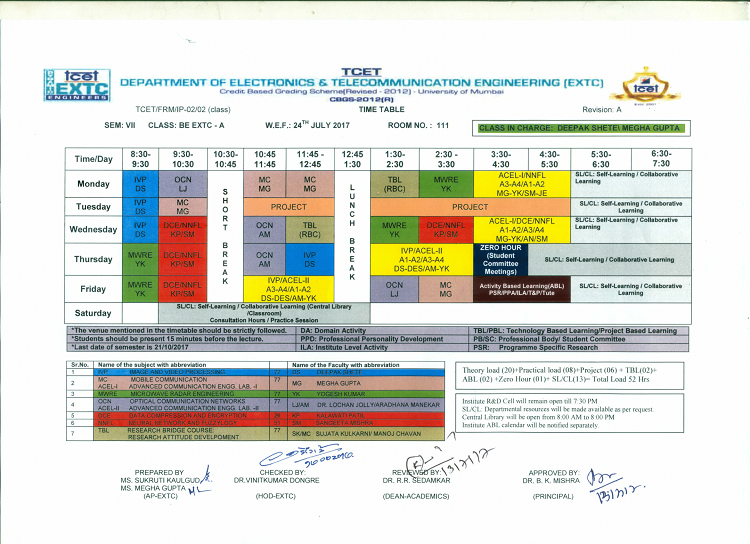 tcet
EXTC
ENGINEERS
TCET
DEPARTMENT OF ELECTRONICS & TELECOMMUNICATION ENGINEERING (EXTC)
Credit Based Grading Scheme(Revised - 2012) - University of Mumbai
CBGS-2012(R)
tcet
TCET/FRM/IP-02/02 (class) TIME TABLE Revision: A
SEM: VII CLASS: BE EXTC - A W.E.F.: 24TH JULY 2017 ROOM NO. : 111 CLASS IN CHARGE: DEEPAK SHETE\ MEGHA GUPTA
Time/Day 8:30-9:30 9:30-10:30 10:30-10:45 10:45 11:45 11:45 - 12:45 12:45 1:30 1:30-2:30 2:30 - 3:30 3:30-4:30 4:30-5:30 5:30-6:30 6:30-7:30
Monday IVP DS OCN LJ SHORT BREAK MC MG MC MG LUNCH BREAK TBL (RBC) MWRE YK ACEL-I/NNFL A3-A4/A1-A2 MG-YK/SM-JE SL/CL: Self-Learning / Collaborative Learning
Tuesday IVP DS MC MG PROJECT PROJECT SL/CL: Self-Learning / Collaborative Learning
Wednesday IVP DS DCE/NNFL KP/SM OCN AM TBL (RBC) MWRE YK DCE/NNFL KP/SM ACEL-I/DCE/NNFL A1-A2/A3/A4 MG-YK/AN/SM SL/CL: Self-Learning / Collaborative Learning
Thursday MWRE YK DCE/NNFL KP/SM OCN AM IVP DS IVP/ACEL-II A1-A2/A3-A4 DS-DES/AM-YK ZERO HOUR (Student Committee Meetings) SL/CL: Self-Learning / Collaborative Learning
Friday MWRE YK DCE/NNFL KP/SM IVP/ACEL-II A3-A4/A1-A2 DS-DES/AM-YK OCN LJ MC MG Activity Based Learning(ABL) PSR/PPA/ILA/T&P/Tute SL/CL: Self-Learning / Collaborative Learning
Saturday SL/CL: Self-Learning / Collaborative Learning (Central Library /Classroom) Consultation Hours / Practice Session
*The venue mentioned in the timetable should be strictly followed. DA: Domain Activity TBL/PBL: Technology Based Learning/Project Based Learning
*Students should be present 15 minutes before the lecture. PPD: Professional Personality Development PB/SC: Professional Body/ Student Committee
*Last date of semester is 21/10/2017 ILA: Institute Level Activity PSR: Programme Specific Research
Sr.No. Name of the subject with abbreviation Name of the Faculty with abbreviation
1 IVP IMAGE AND VIDEO PROCESSING 77 DS DEEPAK SHETE
2 MC MOBILE COMMUNICATION 77 MG MEGHA GUPTA
ACEL-I ADVANCED COMMUNICATION ENGG. LAB. -I
3 MWRE MICROWAVE RADAR ENGINEERING 77 YK YOGESH KUMAR
4 OCN OPTICAL COMMUNICATION NETWORKS 77 LJ/AM DR. LOCHAN JOLLY/ARADHANA MANEKAR
ACEL-II ADVANCED COMMUNICATION ENGG. LAB -II
5 DCE DATA COMPRESSION AND ENCRYPTION KP KALAWATI PATIL
6 NNFL NEURAL NETWORK AND FUZZY LOGIC SM SANGEETA MISHRA
7 TBL RESEARCH BRIDGE COURSE: 77 SK/MC SUJATA KULKARNI/ MANOJ CHAVAN
RESEARCH ATTITUDE DEVELPOMENT
Theory load (20)+Practical load (08)+Project (06) + TBL(02)+
ABL (02) +Zero Hour (01)+ SL/CL(13)= Total Load 52 Hrs
Institute R&D Cell will remain open till 7:30 PM
SL/CL: Departmental resources will be made available as per request.
Central Library will be open from 8:00 AM to 8:00 PM
Institute ABL calendar will be notified separately.
PREPARED BY CHECKED BY: REVIEWED BY: APPROVED BY:
MS. SUKRUTI KAULGUD DR.VINITKUMAR DONGRE DR. R.R. SEDAMKAR DR. B. K. MISHRA
MS. MEGHA GUPTA
(AP-EXTC) (HOD-EXTC) (DEAN-ACADEMICS) (PRINCIPAL)